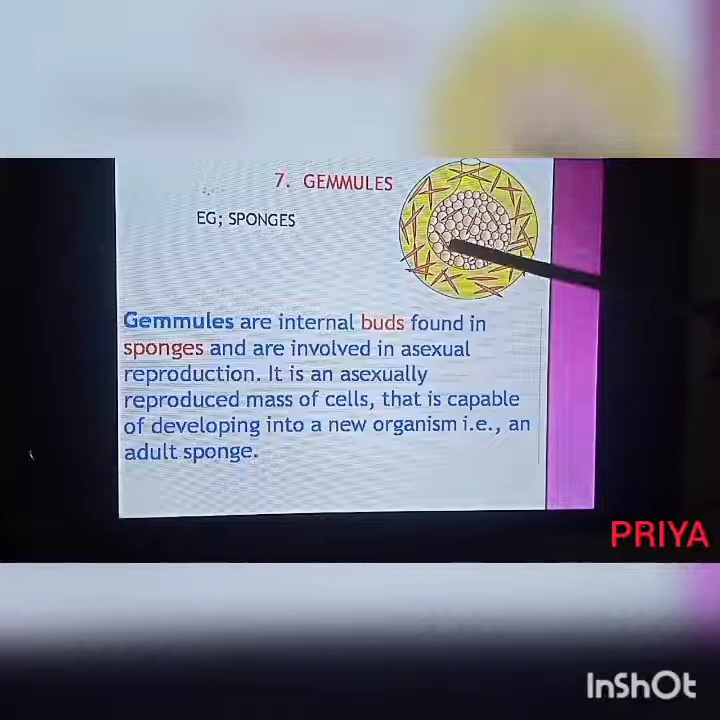 7. GEMMULES
EG; SPONGES
Gemmules are internal buds found in
sponges and are involved in asexual
reproduction. It is an asexually
reproduced mass of cells, that is capable
of developing into a new organism i.e., an
adult sponge.
PRIYA
InShOt